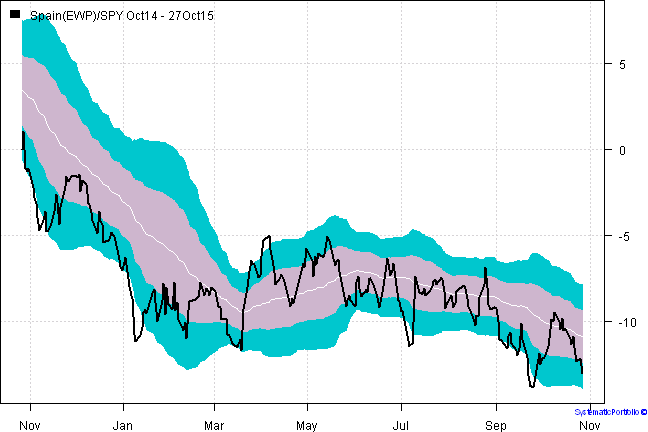 Spain(EWP)/SPY Oct14 - 27Oct15
5
0
-5
-10
SystematicPortfolio ©
Nov Jan Mar May Jul Sep Nov